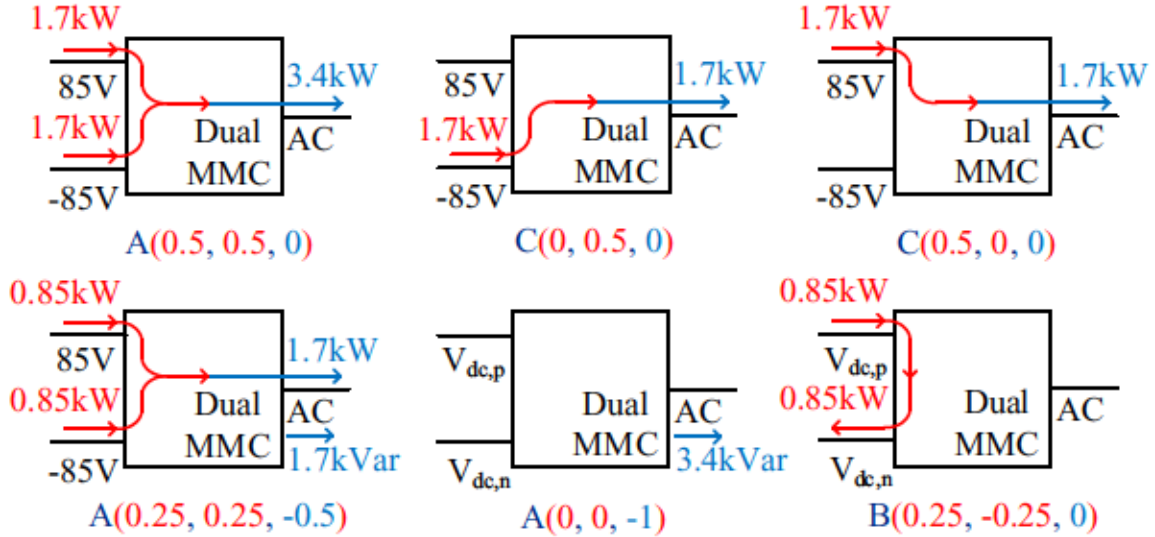 1.7kW
85V
1.7kW
-85V
3.4kW
AC
Dual
MMC
A(0.5, 0.5, 0)
85V
1.7kW
-85V
1.7kW
AC
Dual
MMC
C(0, 0.5, 0)
1.7kW
85V
-85V
1.7kW
AC
Dual
MMC
C(0.5, 0, 0)
0.85kW
85V
0.85kW
-85V
1.7kW
AC
Dual
MMC
1.7kVar
A(0.25, 0.25, -0.5)
Vdc,p
Vdc,n
AC
Dual
MMC
3.4kVar
A(0, 0, -1)
0.85kW
Vdc,p
0.85kW
Vdc,n
AC
Dual
MMC
B(0.25, -0.25, 0)